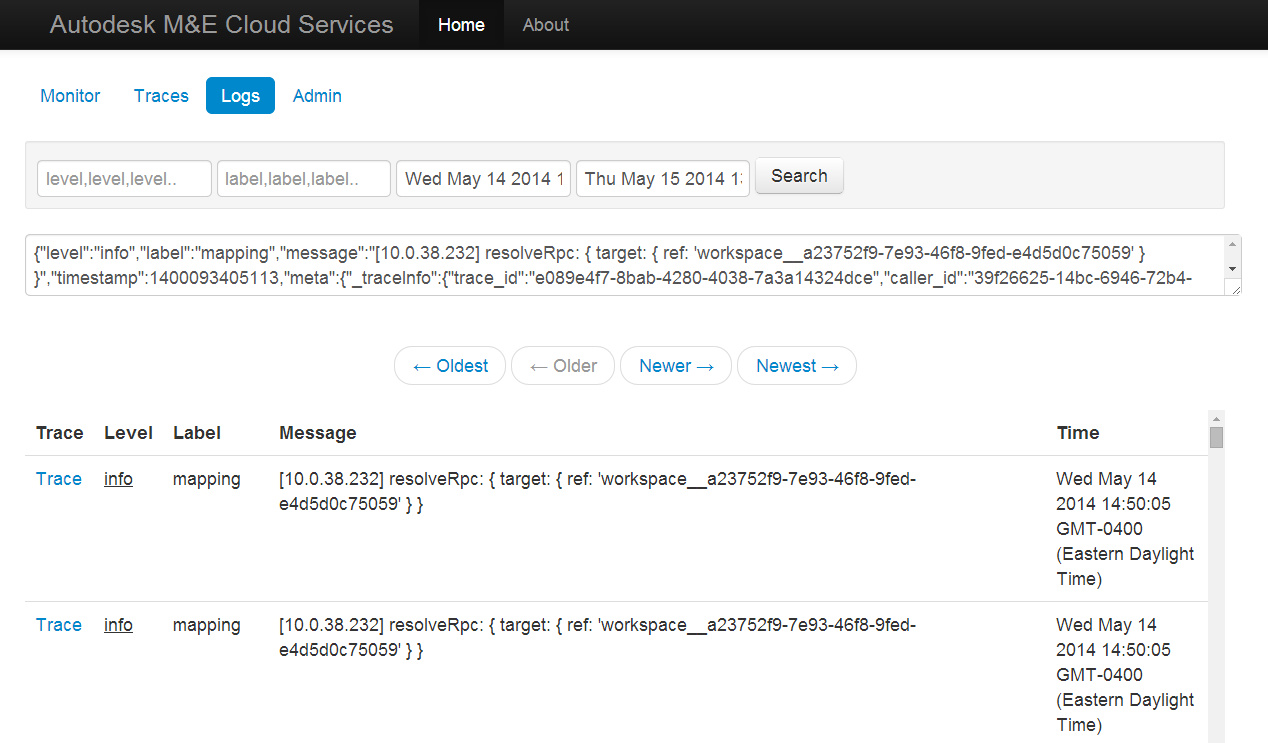 Autodesk M&E Cloud Services Home About
Monitor Traces Logs Admin
level,level,level.. label,label,label.. Wed May 14 2014 1 Thu May 15 2014 1 Search
{"level":"info","label":"mapping","message":"[10.0.38.232] resolveRpc: { target: { ref: 'workspace__a23752f9-7e93-46f8-9fed-e4d5d0c75059' }
}","timestamp":1400093405113,"meta":{"_traceInfo":{"trace_id":"e089e4f7-8bab-4280-4038-7a3a14324dce","caller_id":"39f26625-14bc-6946-72b4-
← Oldest ← Older Newer → Newest →
Trace Level Label Message Time
Trace info mapping [10.0.38.232] resolveRpc: { target: { ref: 'workspace__a23752f9-7e93-46f8-9fed- Wed May 14
e4d5d0c75059' } } 2014 14:50:05
GMT-0400
(Eastern Daylight
Time)
Trace info mapping [10.0.38.232] resolveRpc: { target: { ref: 'workspace__a23752f9-7e93-46f8-9fed- Wed May 14
e4d5d0c75059' } } 2014 14:50:05
GMT-0400
(Eastern Daylight
Time)